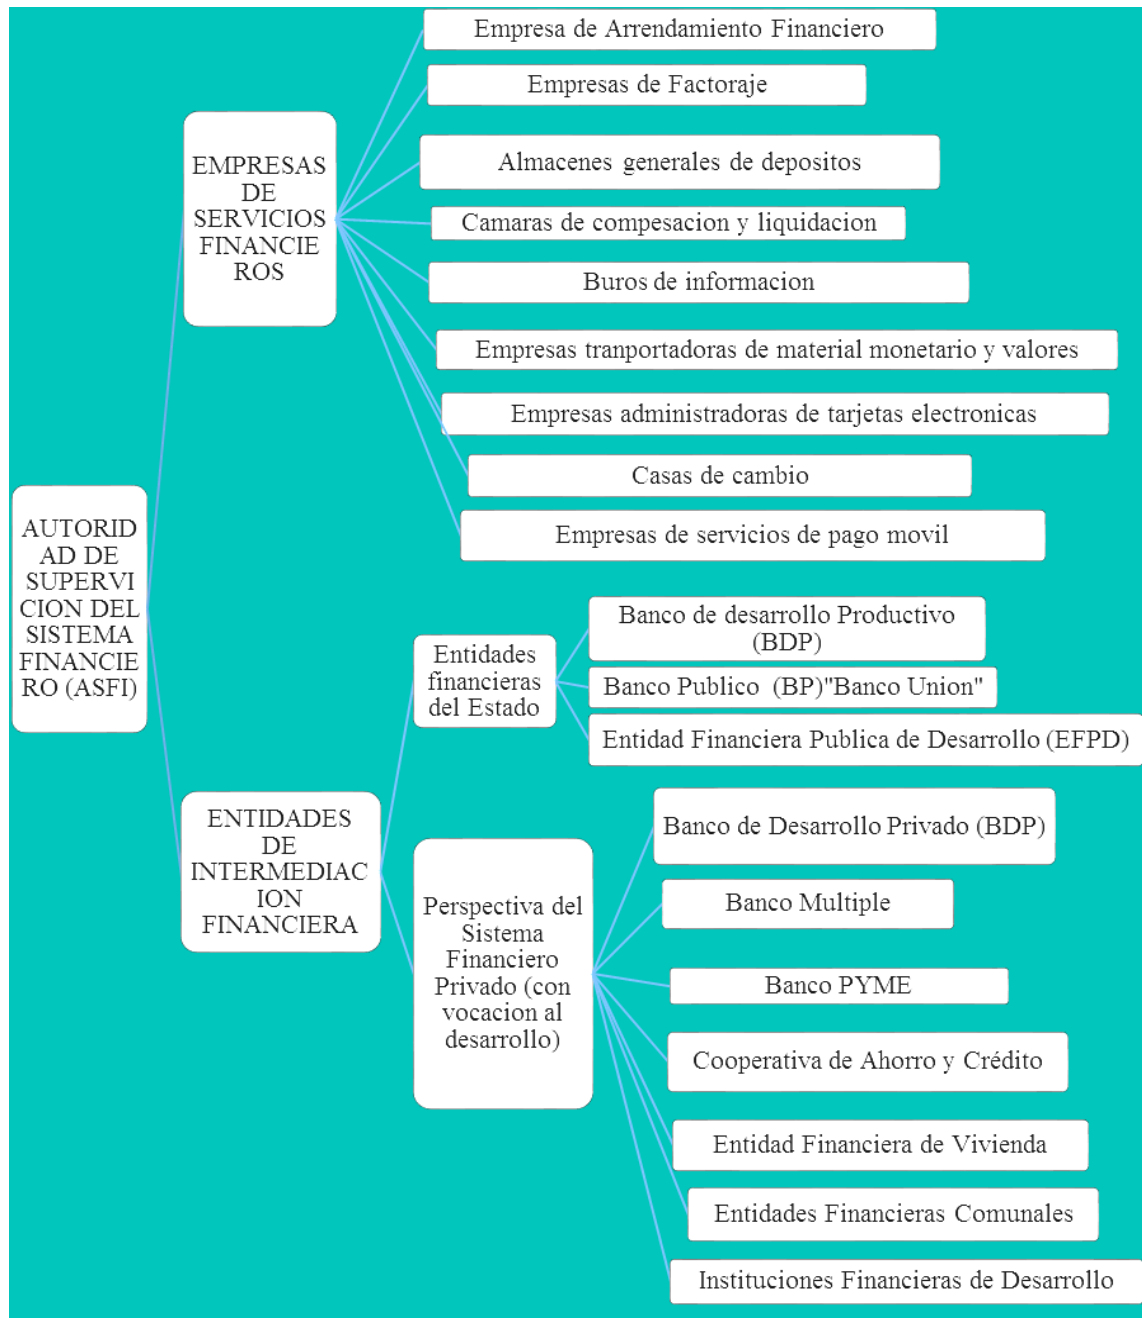 AUTORID
AD DE
SUPERVI
CION DEL
SISTEMA
FINANCIE
RO (ASFI)
EMPRESAS
DE
SERVICIOS
FINANCIE
ROS
Empresa de Arrendamiento Financiero
Empresas de Factoraje
Almacenes generales de depositos
Camaras de compesacion y liquidacion
Buros de informacion
Empresas tranportadoras de material monetario y valores
Empresas administradoras de tarjetas electronicas
Casas de cambio
Empresas de servicios de pago movil
ENTIDADES
DE
INTERMEDIAC
ION
FINANCIERA
Entidades
financieras
del Estado
Banco de desarrollo Productivo
(BDP)
Banco Publico (BP)"Banco Union"
Entidad Financiera Publica de Desarrollo (EFPD)
Perspectiva del
Sistema
Financiero
Privado (con
vocacion al
desarrollo)
Banco de Desarrollo Privado (BDP)
Banco Multiple
Banco PYME
Cooperativa de Ahorro y Crédito
Entidad Financiera de Vivienda
Entidades Financieras Comunales
Instituciones Financieras de Desarrollo